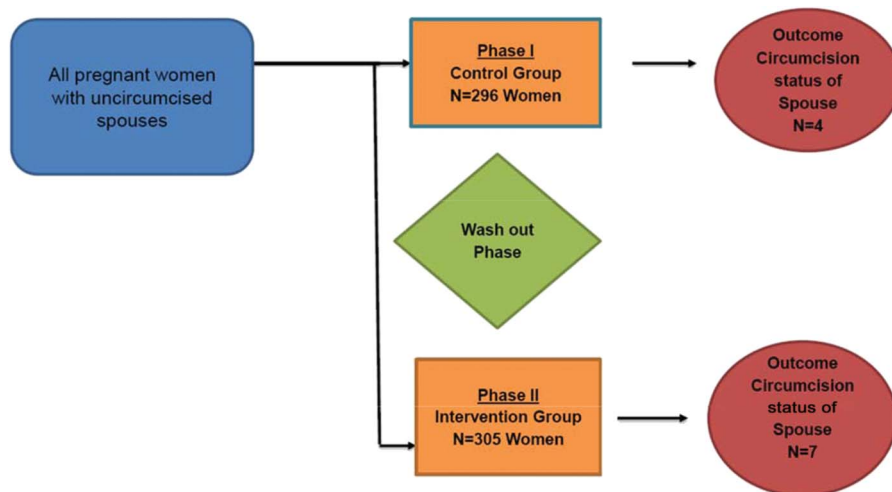 All pregnant women
with uncircumcised
spouses
Phase I
Control Group
N=296 Women
Outcome
Circumcision
status of
Spouse
N=4
Wash out
Phase
Phase II
Intervention Group
N=305 Women
Outcome
Circumcision
status of
Spouse
N=7